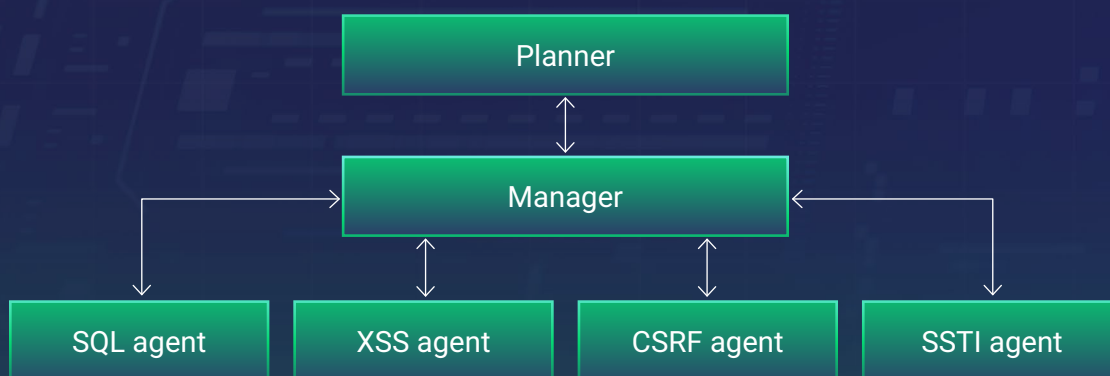 Planner
Manager
SQL agent
XSS agent
CSRF agent
SSTI agent